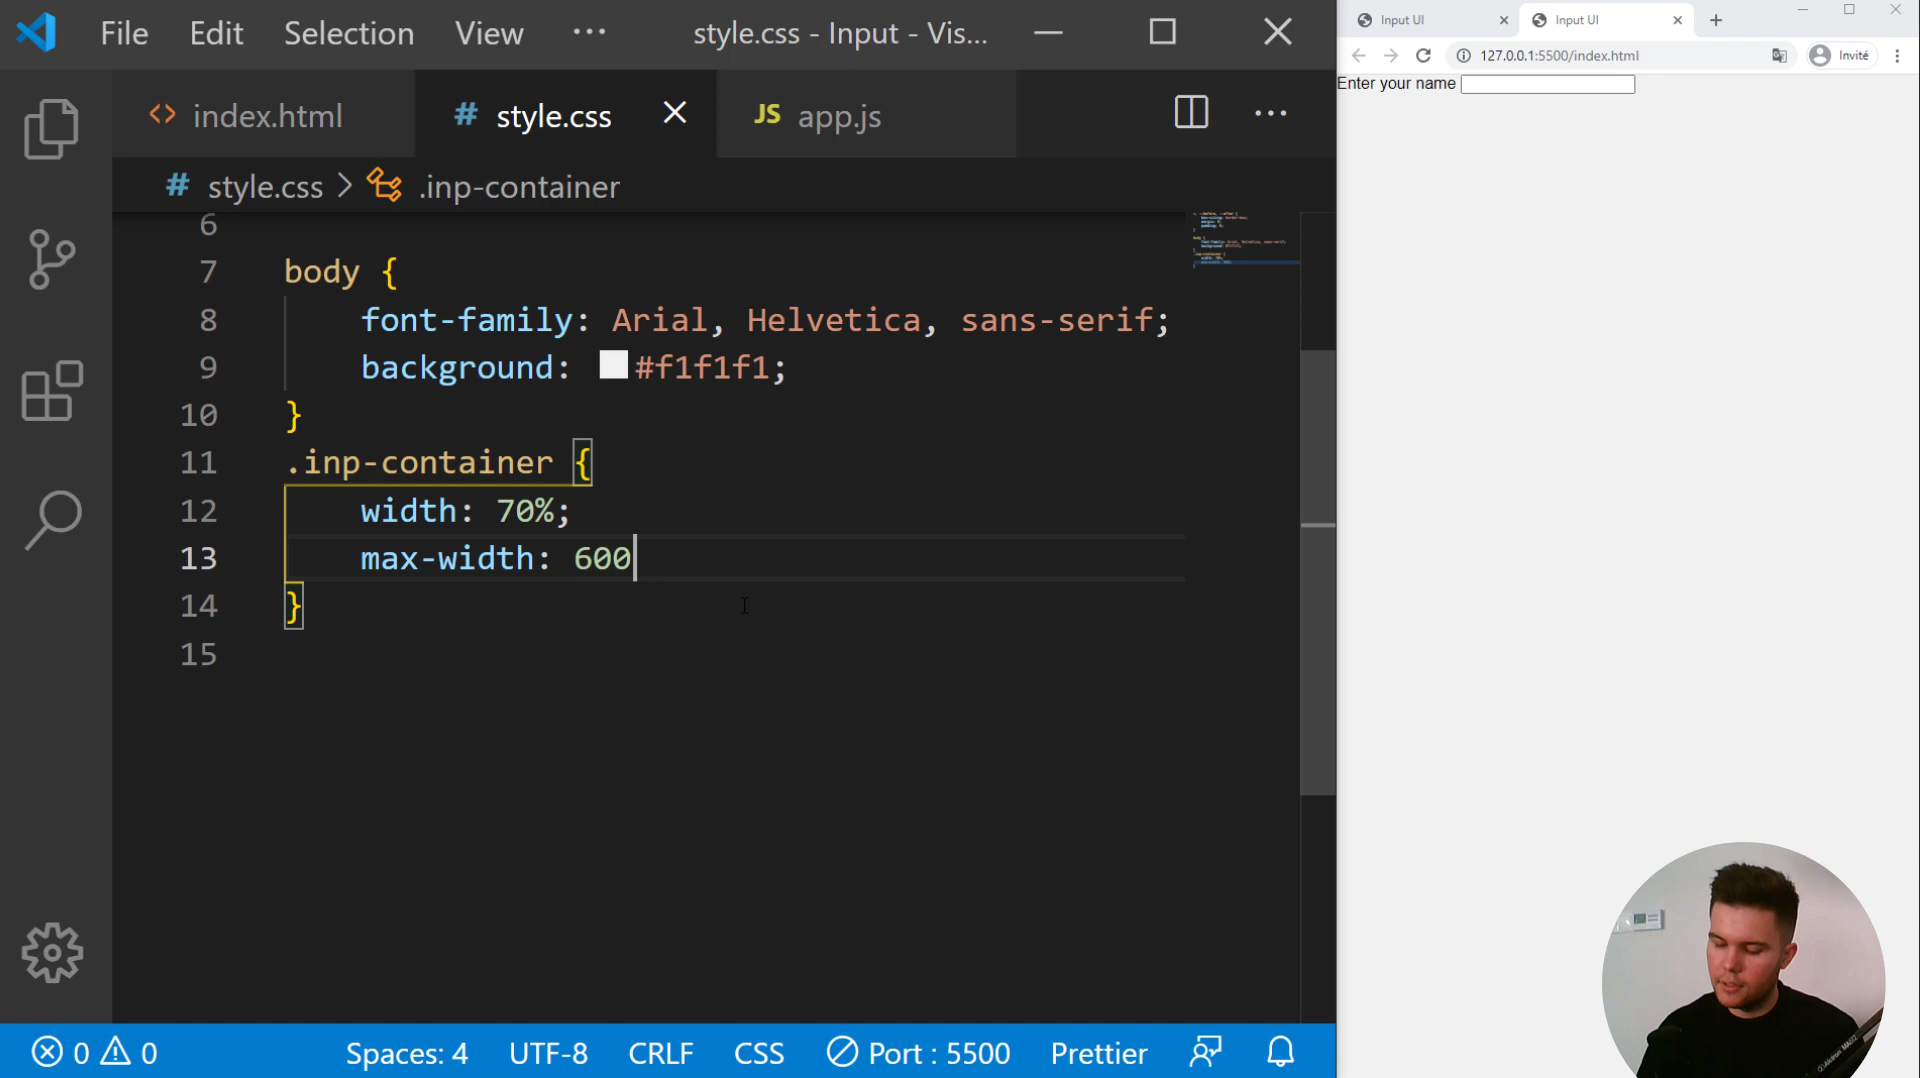 File Edit Selection View ··· style.css - Input - Vis...
index.html
# style.css
JS app.js
# style.css > .inp-container
6
7 body {
8 font-family: Arial, Helvetica, sans-serif;
9 background: #f1f1f1;
10 }
11 .inp-container {
12 width: 70%;
13 max-width: 600
14 }
15
0 0 Spaces: 4 UTF-8 CRLF CSS Port : 5500 Prettier
Input UI
Input UI
127.0.0.1:5500/index.html
Invité
Enter your name